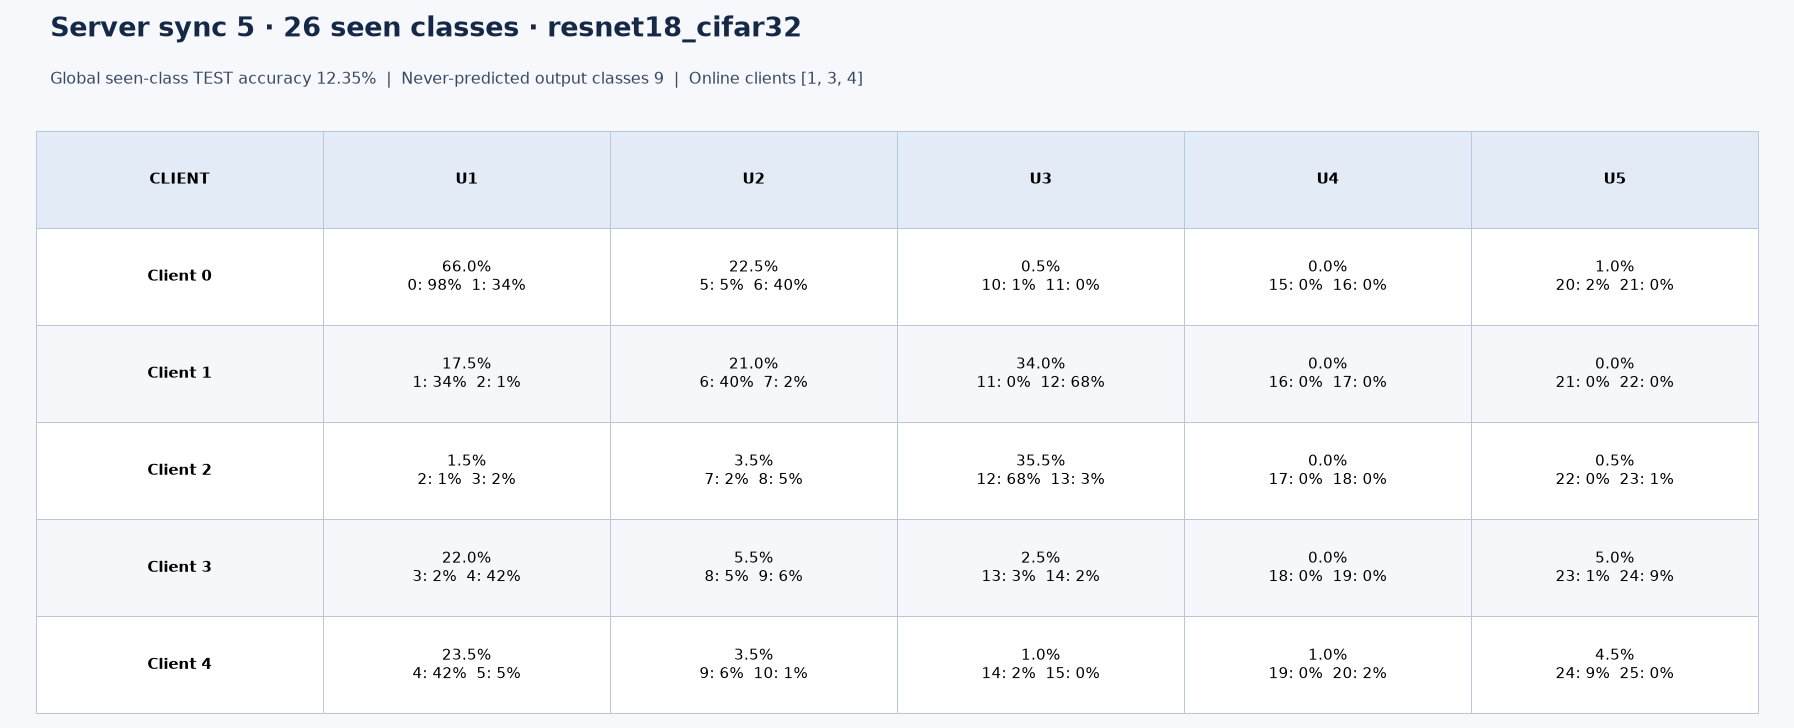 Server sync 5 · 26 seen classes · resnet18_cifar32
Global seen-class TEST accuracy 12.35% | Never-predicted output classes 9 | Online clients [1, 3, 4]
CLIENT U1 U2 U3 U4 U5
66.0% 22.5% 0.5% 0.0% 1.0%
Client 0
0: 98% 1: 34% 5: 5% 6: 40% 10: 1% 11: 0% 15: 0% 16: 0% 20: 2% 21: 0%
17.5% 21.0% 34.0% 0.0% 0.0%
Client 1
1: 34% 2: 1% 6: 40% 7: 2% 11: 0% 12: 68% 16: 0% 17: 0% 21: 0% 22: 0%
1.5% 3.5% 35.5% 0.0% 0.5%
Client 2
2: 1% 3: 2% 7: 2% 8: 5% 12: 68% 13: 3% 17: 0% 18: 0% 22: 0% 23: 1%
22.0% 5.5% 2.5% 0.0% 5.0%
Client 3
3: 2% 4: 42% 8: 5% 9: 6% 13: 3% 14: 2% 18: 0% 19: 0% 23: 1% 24: 9%
23.5% 3.5% 1.0% 1.0% 4.5%
Client 4
4: 42% 5: 5% 9: 6% 10: 1% 14: 2% 15: 0% 19: 0% 20: 2% 24: 9% 25: 0%